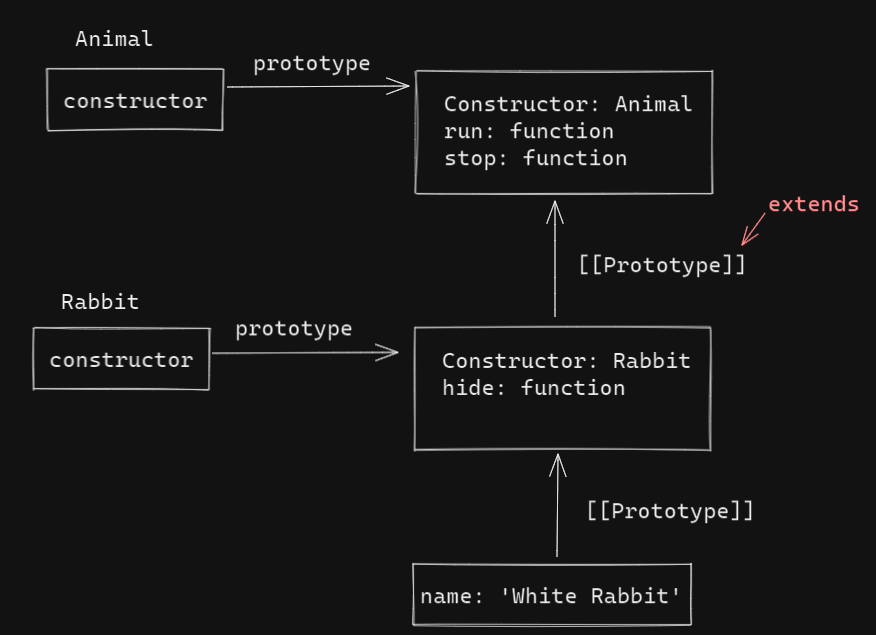 Animal
constructor
prototype
Constructor: Animal
run: function
stop: function
extends
[[Prototype]]
Rabbit
constructor
prototype
Constructor: Rabbit
hide: function
[[Prototype]]
name: 'White Rabbit'